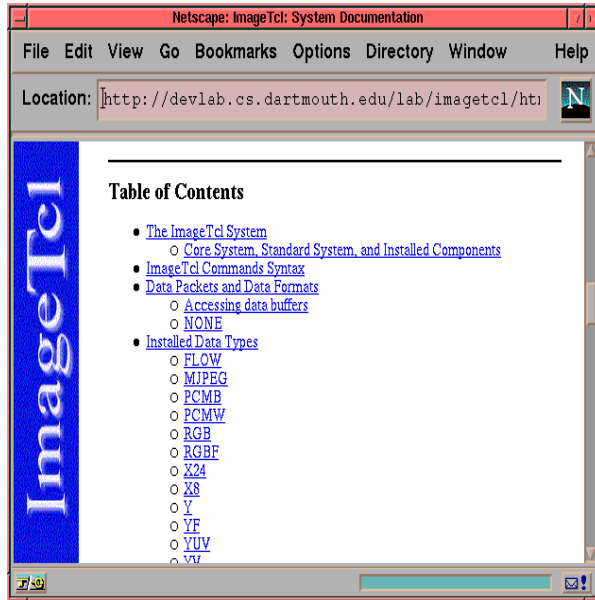 Netscape: ImageTcl: System Documentation
File Edit View Go Bookmarks Options Directory Window Help
Location: http://devlab.cs.dartmouth.edu/lab/imagetcl/htm
N
ImageTcl
Table of Contents
The ImageTcl System
Core System, Standard System, and Installed Components
ImageTcl Commands Syntax
Data Packets and Data Formats
Accessing data buffers
NONE
Installed Data Types
FLOW
MJPEG
PCMB
PCMW
RGB
RGBF
X24
X8
Y
YF
YUV